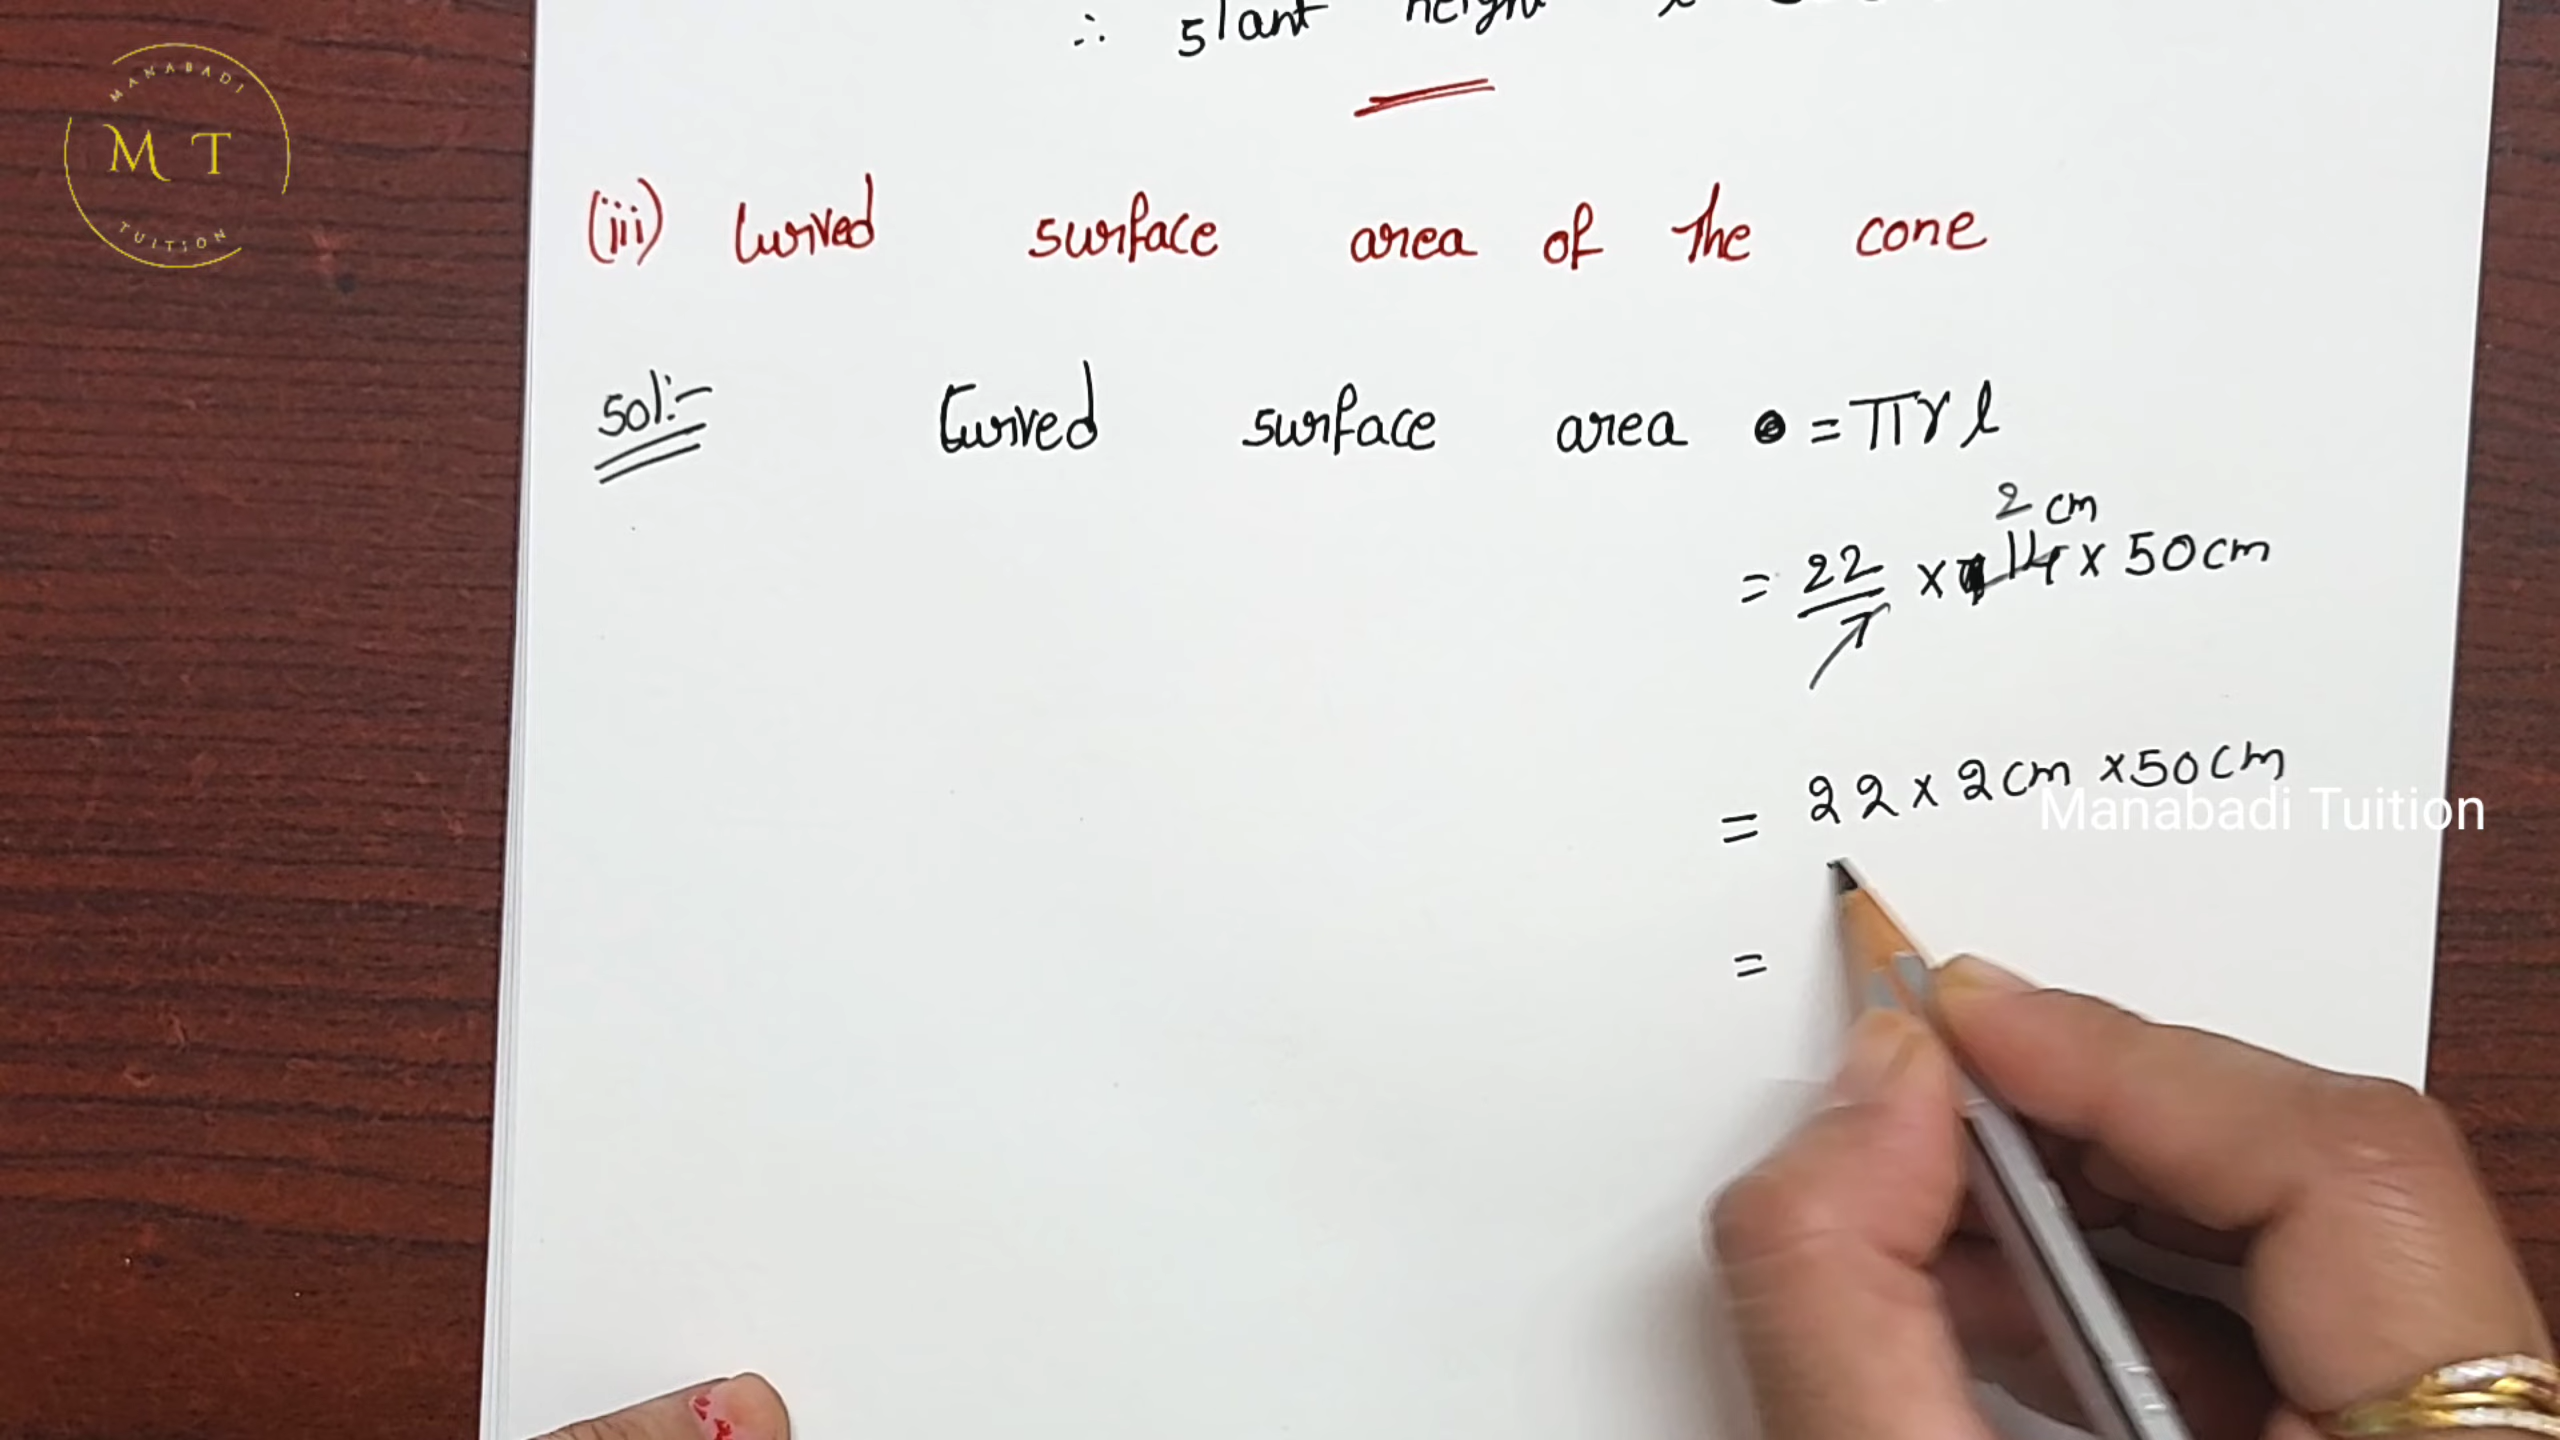 MANABADI
M T
TUITION
∴ slant height
(iii) Curved surface area of the cone
Sol:- Curved surface area = πrl
2 cm
= 22/7 × 14 × 50cm
= 22 × 2cm × 50cm
Manabadi Tuition
=